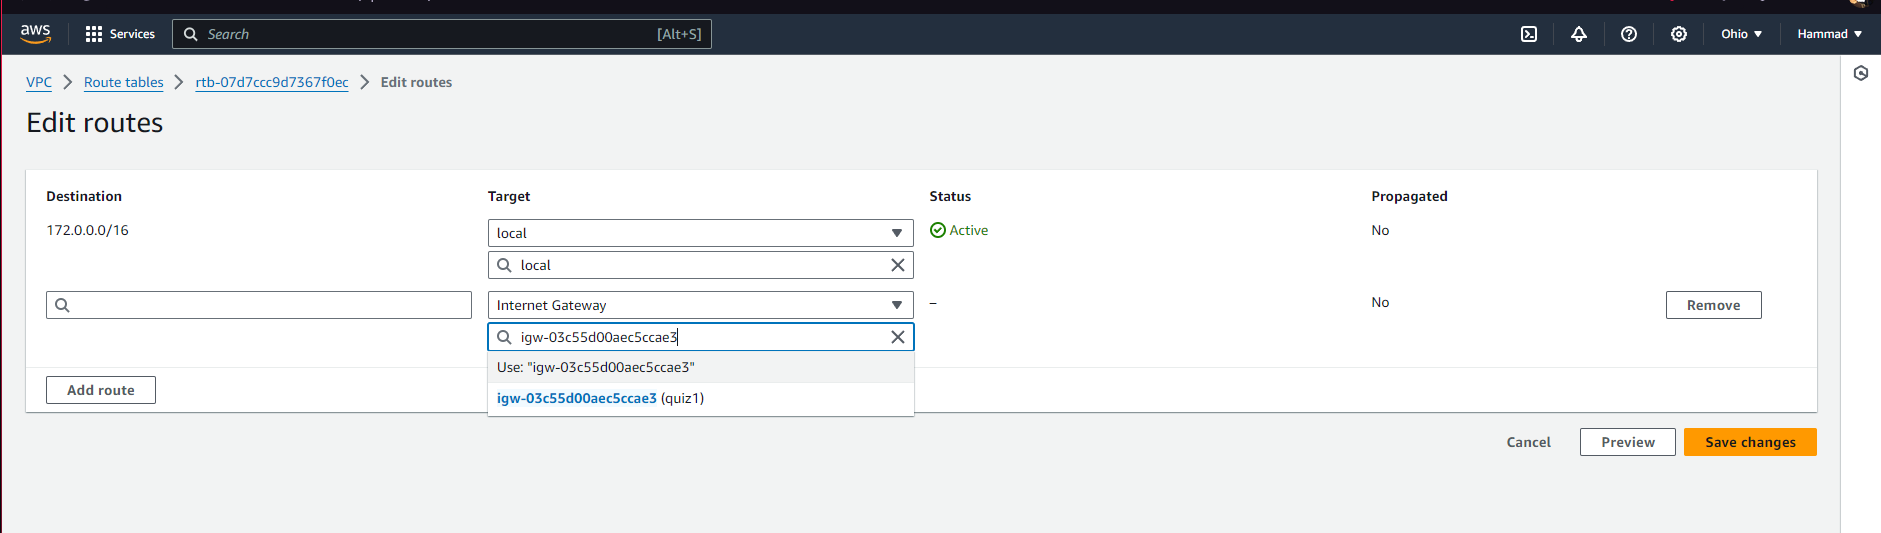 aws
Services
Search
[Alt+S]
Ohio
Hammad
VPC
Route tables
rtb-07d7ccc9d7367f0ec
Edit routes
Edit routes
Destination
Target
Status
Propagated
172.0.0.0/16
local
Active
No
local
Internet Gateway
–
No
Remove
igw-03c55d00aec5ccae3
Use: "igw-03c55d00aec5ccae3"
Add route
igw-03c55d00aec5ccae3 (quiz1)
Cancel
Preview
Save changes